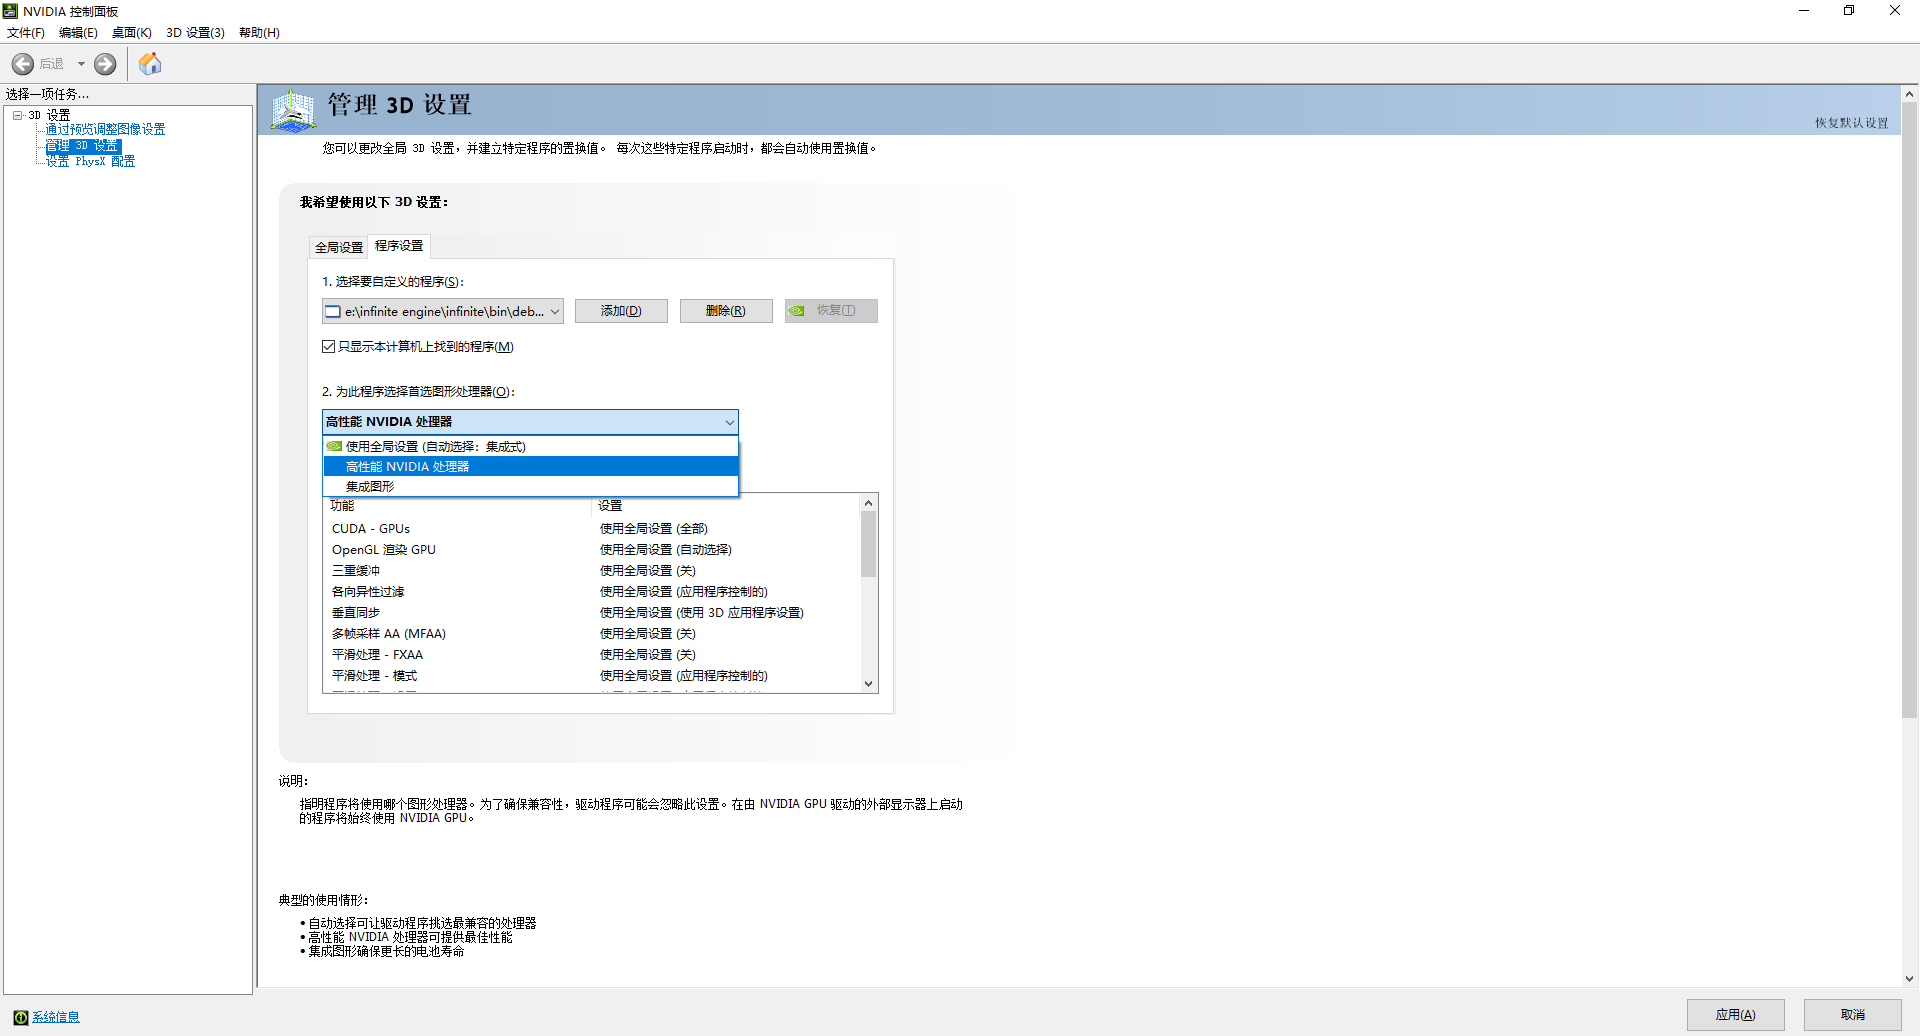 NVIDIA 控制面板
文件(F) 编辑(E) 桌面(K) 3D 设置(3) 帮助(H)
后退
选择一项任务...
3D 设置
通过预览调整图像设置
管理 3D 设置
设置 PhysX 配置
管理 3D 设置
恢复默认设置
您可以更改全局 3D 设置，并建立特定程序的置换值。 每次这些特定程序启动时，都会自动使用置换值。
我希望使用以下 3D 设置:
全局设置 程序设置
1. 选择要自定义的程序(S):
e:\infinite engine\infinite\bin\deb... 添加(D) 删除(R) 恢复(T)
只显示本计算机上找到的程序(M)
2. 为此程序选择首选图形处理器(O):
高性能 NVIDIA 处理器
使用全局设置 (自动选择: 集成式)
高性能 NVIDIA 处理器
集成图形
功能 设置
CUDA - GPUs 使用全局设置 (全部)
OpenGL 渲染 GPU 使用全局设置 (自动选择)
三重缓冲 使用全局设置 (关)
各向异性过滤 使用全局设置 (应用程序控制的)
垂直同步 使用全局设置 (使用 3D 应用程序设置)
多帧采样 AA (MFAA) 使用全局设置 (关)
平滑处理 - FXAA 使用全局设置 (关)
平滑处理 - 模式 使用全局设置 (应用程序控制的)
说明:
指明程序将使用哪个图形处理器。为了确保兼容性，驱动程序可能会忽略此设置。在由 NVIDIA GPU 驱动的外部显示器上启动
的程序将始终使用 NVIDIA GPU。
典型的使用情形:
• 自动选择可让驱动程序挑选最兼容的处理器
• 高性能 NVIDIA 处理器可提供最佳性能
• 集成图形确保更长的电池寿命
系统信息
应用(A) 取消